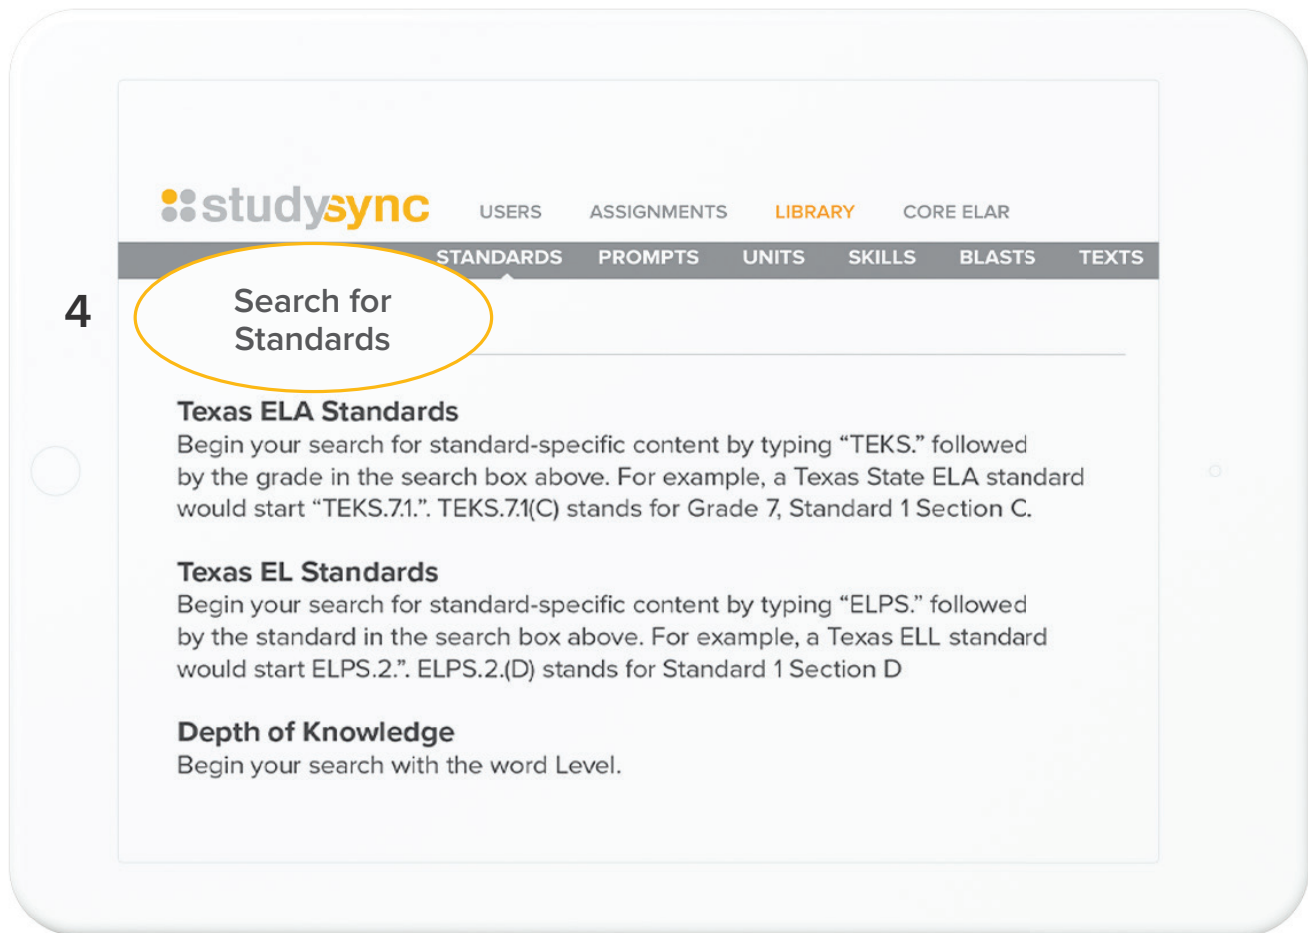 studysync USERS ASSIGNMENTS LIBRARY CORE ELAR
STANDARDS PROMPTS UNITS SKILLS BLASTS TEXTS
4
Search for
Standards
Texas ELA Standards
Begin your search for standard-specific content by typing “TEKS.” followed
by the grade in the search box above. For example, a Texas State ELA standard
would start “TEKS.7.1.”. TEKS.7.1(C) stands for Grade 7, Standard 1 Section C.
Texas EL Standards
Begin your search for standard-specific content by typing “ELPS.” followed
by the standard in the search box above. For example, a Texas ELL standard
would start ELPS.2.”. ELPS.2.(D) stands for Standard 1 Section D
Depth of Knowledge
Begin your search with the word Level.